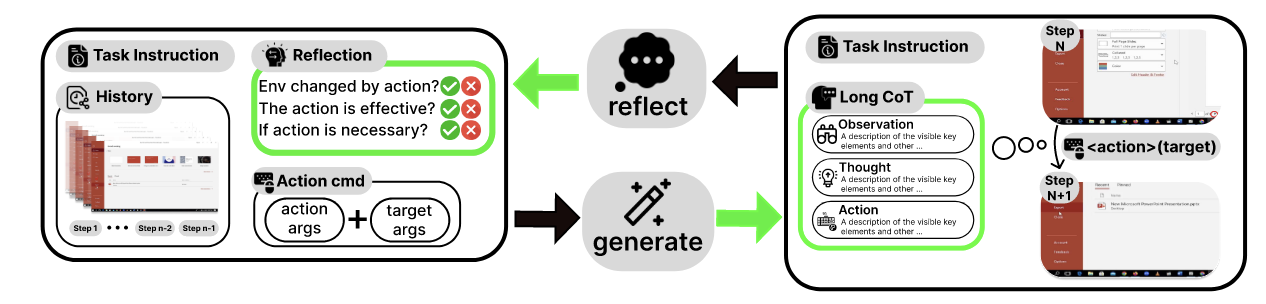 Task Instruction
History
Step 1
Step n-2
Step n-1
Reflection
Env changed by action?
The action is effective?
If action is necessary?
Action cmd
action
args
+
target
args
reflect
generate
Task Instruction
Long CoT
Observation
A description of the visible key
elements and other ...
Thought
A description of the visible key
elements and other ...
Action
A description of the visible key
elements and other ...
Step
N
<action>(target)
Step
N+1
Recent